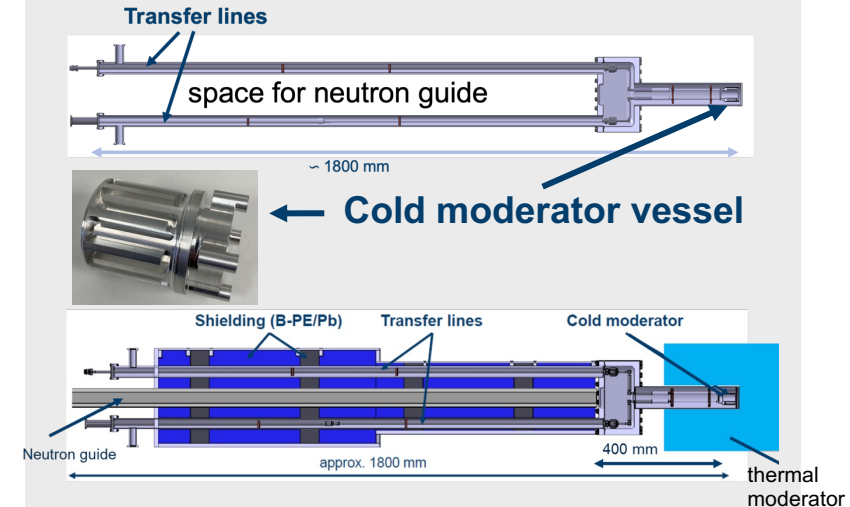 Transfer lines
space for neutron guide
∽ 1800 mm
Cold moderator vessel
Shielding (B-PE/Pb)
Transfer lines
Cold moderator
Neutron guide
approx. 1800 mm
400 mm
thermal
moderator